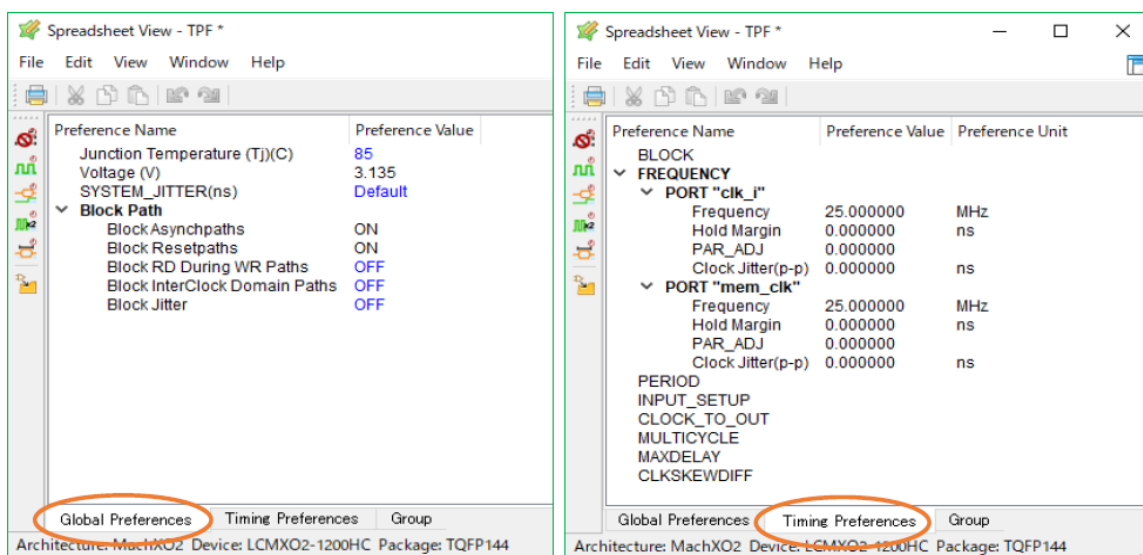 Spreadsheet View - TPF *
File Edit View Window Help
Preference Name Preference Value
Junction Temperature (Tj)(C) 85
Voltage (V) 3.135
SYSTEM_JITTER(ns) Default
Block Path
Block Asynchpaths ON
Block Resetpaths ON
Block RD During WR Paths OFF
Block InterClock Domain Paths OFF
Block Jitter OFF
Global Preferences Timing Preferences Group
Architecture: MachXO2 Device: LCMXO2-1200HC Package: TQFP144
Spreadsheet View - TPF *
File Edit View Window Help
Preference Name Preference Value Preference Unit
BLOCK
FREQUENCY
PORT "clk_i"
Frequency 25.000000 MHz
Hold Margin 0.000000 ns
PAR_ADJ 0.000000
Clock Jitter(p-p) 0.000000 ns
PORT "mem_clk"
Frequency 25.000000 MHz
Hold Margin 0.000000 ns
PAR_ADJ 0.000000
Clock Jitter(p-p) 0.000000 ns
PERIOD
INPUT_SETUP
CLOCK_TO_OUT
MULTICYCLE
MAXDELAY
CLKSKEWDIFF
Global Preferences Timing Preferences Group
Architecture: MachXO2 Device: LCMXO2-1200HC Package: TQFP144